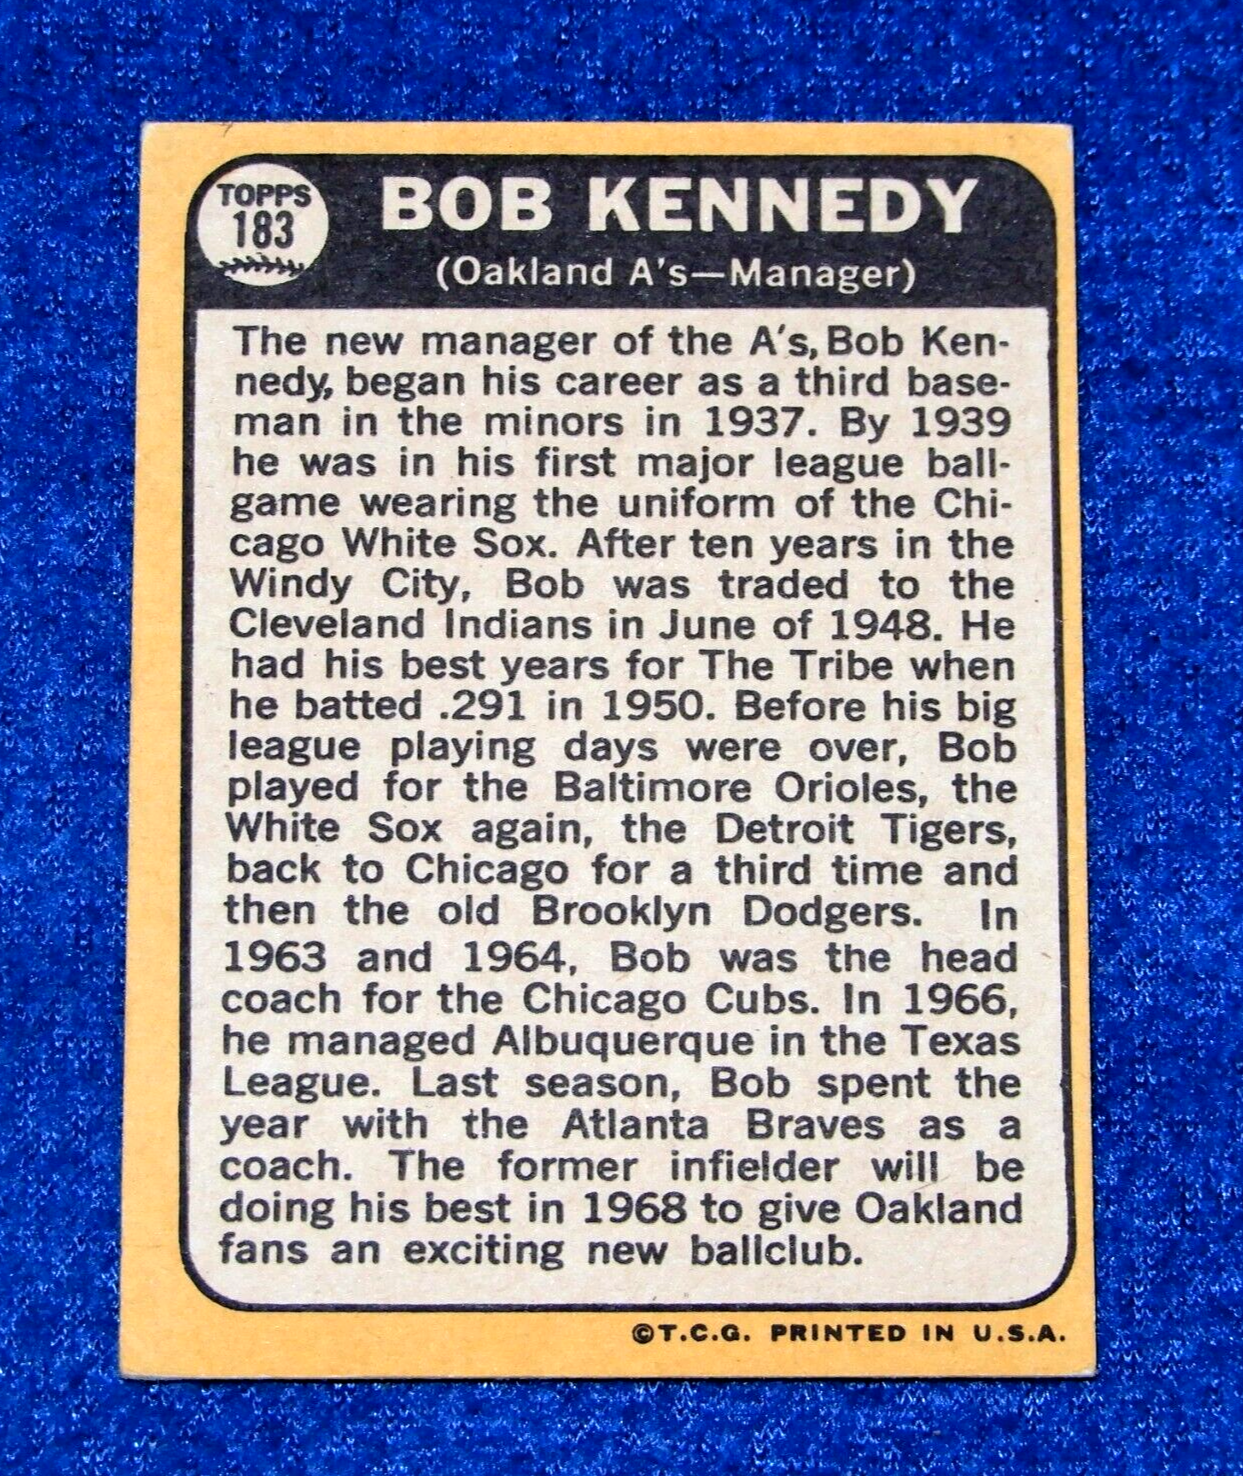 TOPPS
183
BOB KENNEDY
(Oakland A's—Manager)
The new manager of the A's, Bob Ken-
nedy, began his career as a third base-
man in the minors in 1937. By 1939
he was in his first major league ball-
game wearing the uniform of the Chi-
cago White Sox. After ten years in the
Windy City, Bob was traded to the
Cleveland Indians in June of 1948. He
had his best years for The Tribe when
he batted .291 in 1950. Before his big
league playing days were over, Bob
played for the Baltimore Orioles, the
White Sox again, the Detroit Tigers,
back to Chicago for a third time and
then the old Brooklyn Dodgers. In
1963 and 1964, Bob was the head
coach for the Chicago Cubs. In 1966,
he managed Albuquerque in the Texas
League. Last season, Bob spent the
year with the Atlanta Braves as a
coach. The former infielder will be
doing his best in 1968 to give Oakland
fans an exciting new ballclub.
©T.C.G. PRINTED IN U.S.A.